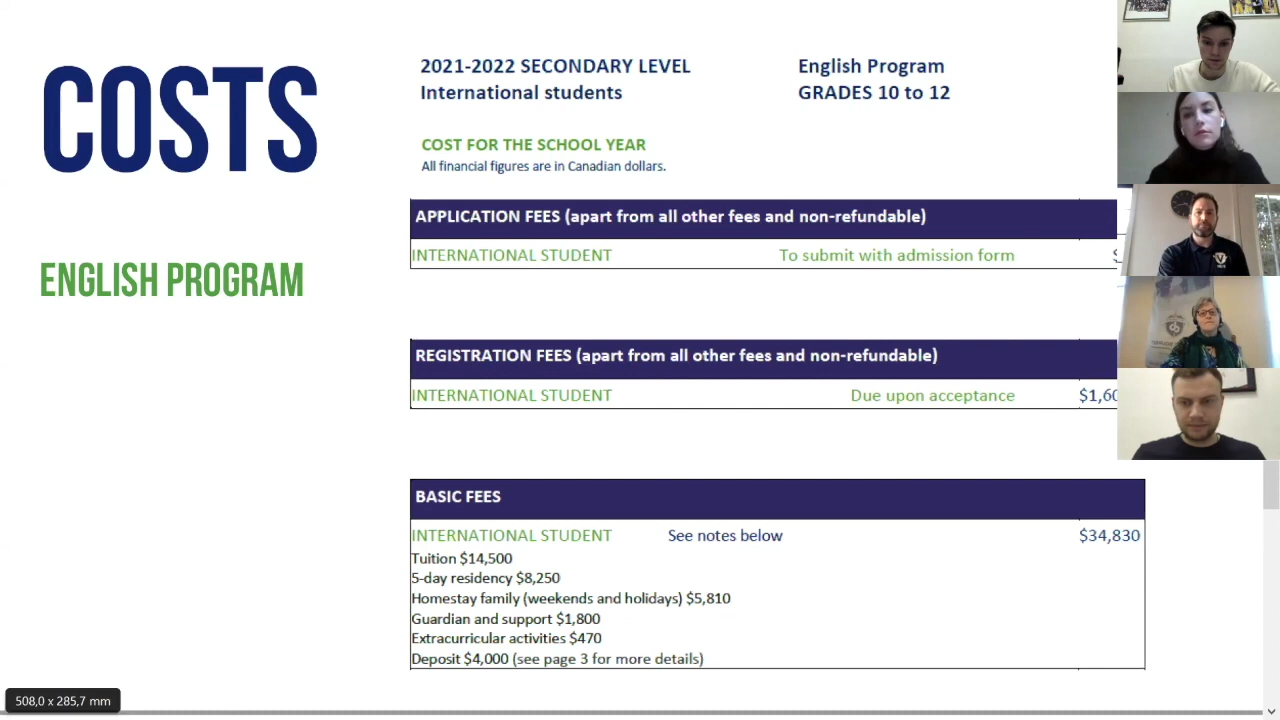 COSTS
ENGLISH PROGRAM
2021-2022 SECONDARY LEVEL English Program
International students GRADES 10 to 12
COST FOR THE SCHOOL YEAR
All financial figures are in Canadian dollars.
APPLICATION FEES (apart from all other fees and non-refundable)
INTERNATIONAL STUDENT To submit with admission form $
REGISTRATION FEES (apart from all other fees and non-refundable)
INTERNATIONAL STUDENT Due upon acceptance $1,60
BASIC FEES
INTERNATIONAL STUDENT See notes below $34,830
Tuition $14,500
5-day residency $8,250
Homestay family (weekends and holidays) $5,810
Guardian and support $1,800
Extracurricular activities $470
Deposit $4,000 (see page 3 for more details)
508,0 x 285,7 mm